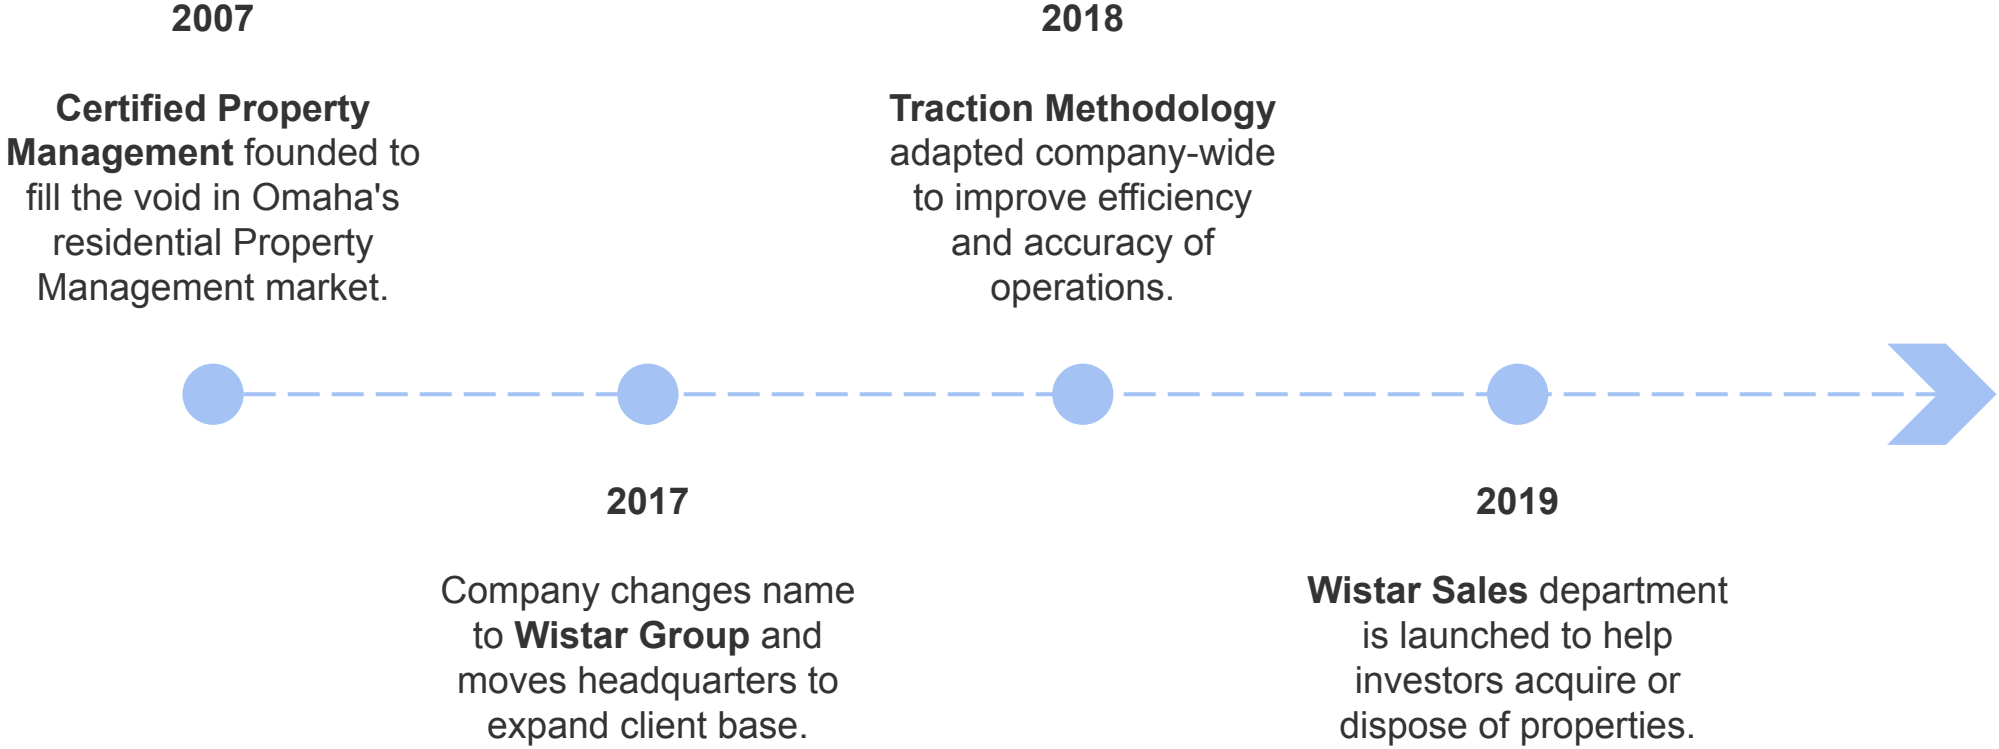 2007
Certified Property
Management founded to
fill the void in Omaha's
residential Property
Management market.
2017
Company changes name
to Wistar Group and
moves headquarters to
expand client base.
2018
Traction Methodology
adapted company-wide
to improve efficiency
and accuracy of
operations.
2019
Wistar Sales department
is launched to help
investors acquire or
dispose of properties.